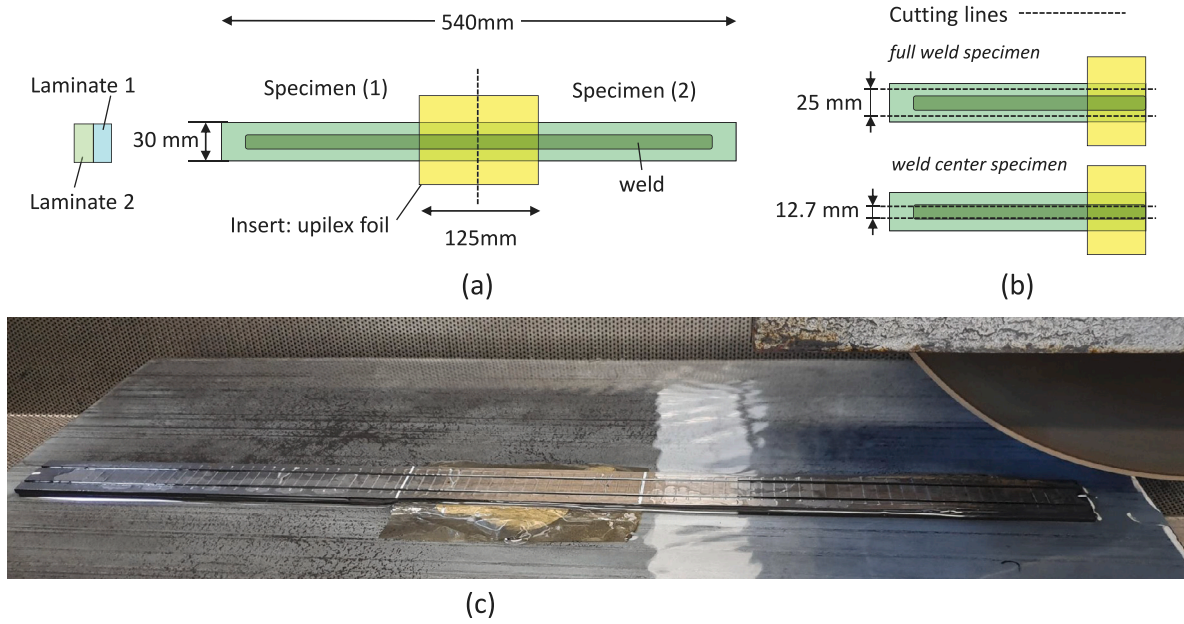 540mm
Cutting lines
full weld specimen
Laminate 1
Specimen (1)
Specimen (2)
25 mm
30 mm
weld center specimen
weld
Laminate 2
12.7 mm
Insert: upilex foil
125mm
(a)
(b)
(c)